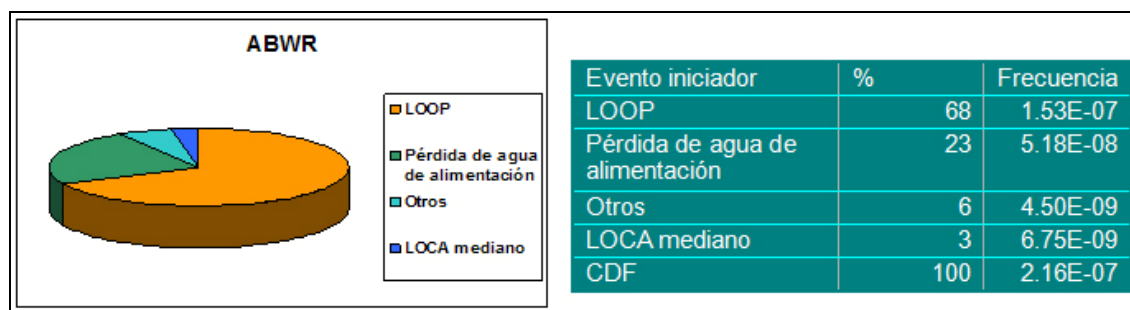 ABWR
LOOP
Pérdida de agua
de alimentación
Otros
LOCA mediano
Evento iniciador % Frecuencia
LOOP 68 1.53E-07
Pérdida de agua de 23 5.18E-08
alimentación
Otros 6 4.50E-09
LOCA mediano 3 6.75E-09
CDF 100 2.16E-07